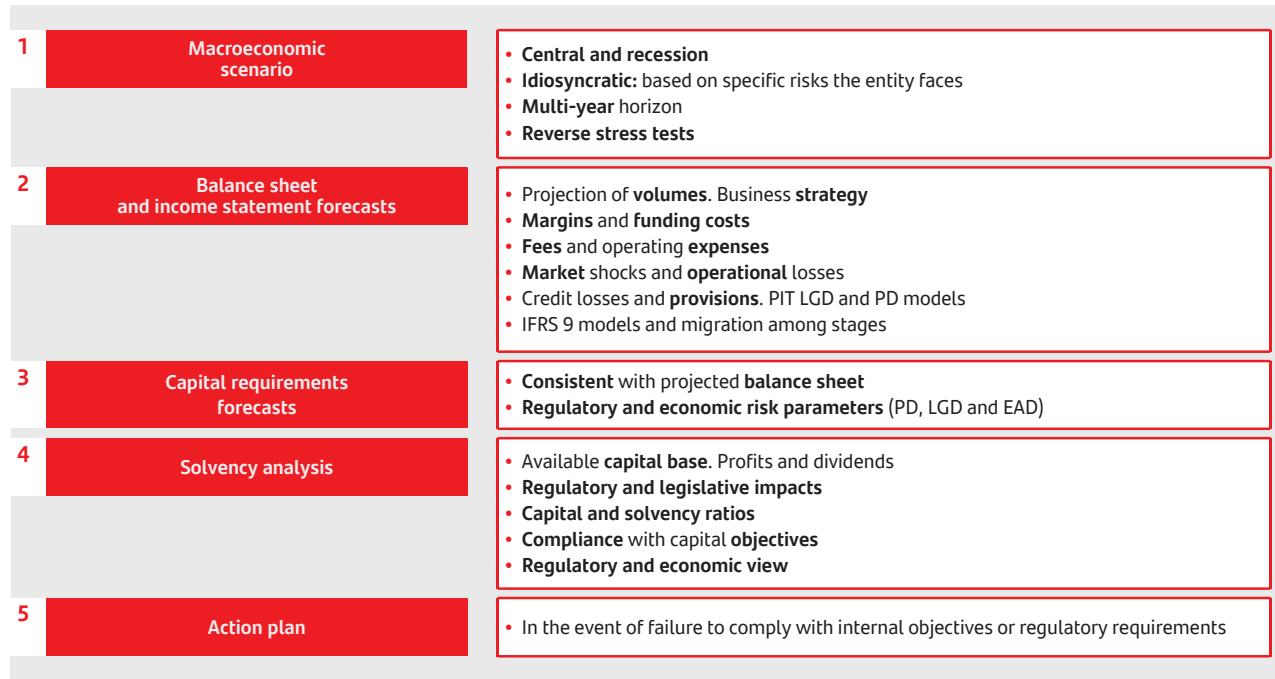 1
Macroeconomic
scenario
• Central and recession
• Idiosyncratic: based on specific risks the entity faces
• Multi-year horizon
• Reverse stress tests
2
Balance sheet
and income statement forecasts
• Projection of volumes. Business strategy
• Margins and funding costs
• Fees and operating expenses
• Market shocks and operational losses
• Credit losses and provisions. PIT LGD and PD models
• IFRS 9 models and migration among stages
3
Capital requirements
forecasts
• Consistent with projected balance sheet
• Regulatory and economic risk parameters (PD, LGD and EAD)
4
Solvency analysis
• Available capital base. Profits and dividends
• Regulatory and legislative impacts
• Capital and solvency ratios
• Compliance with capital objectives
• Regulatory and economic view
5
Action plan
• In the event of failure to comply with internal objectives or regulatory requirements